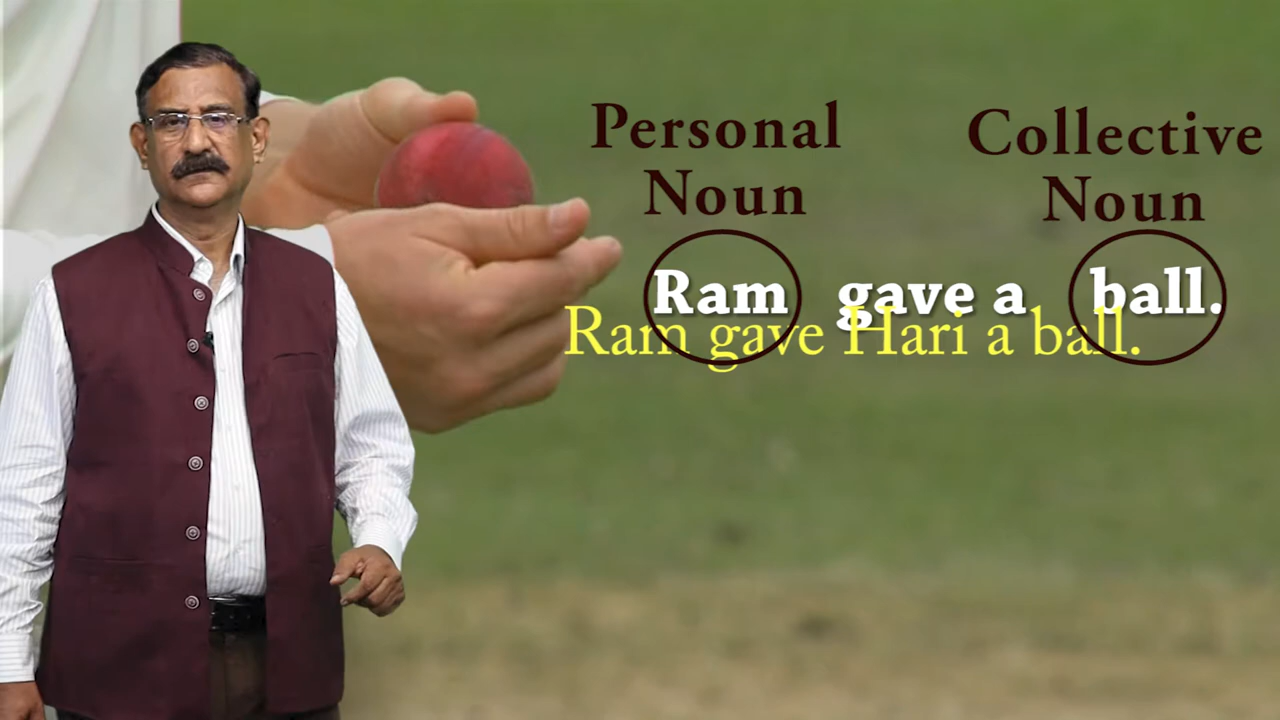 Personal
Noun
Collective
Noun
Ram gave a ball.
Ram gave Hari a ball.